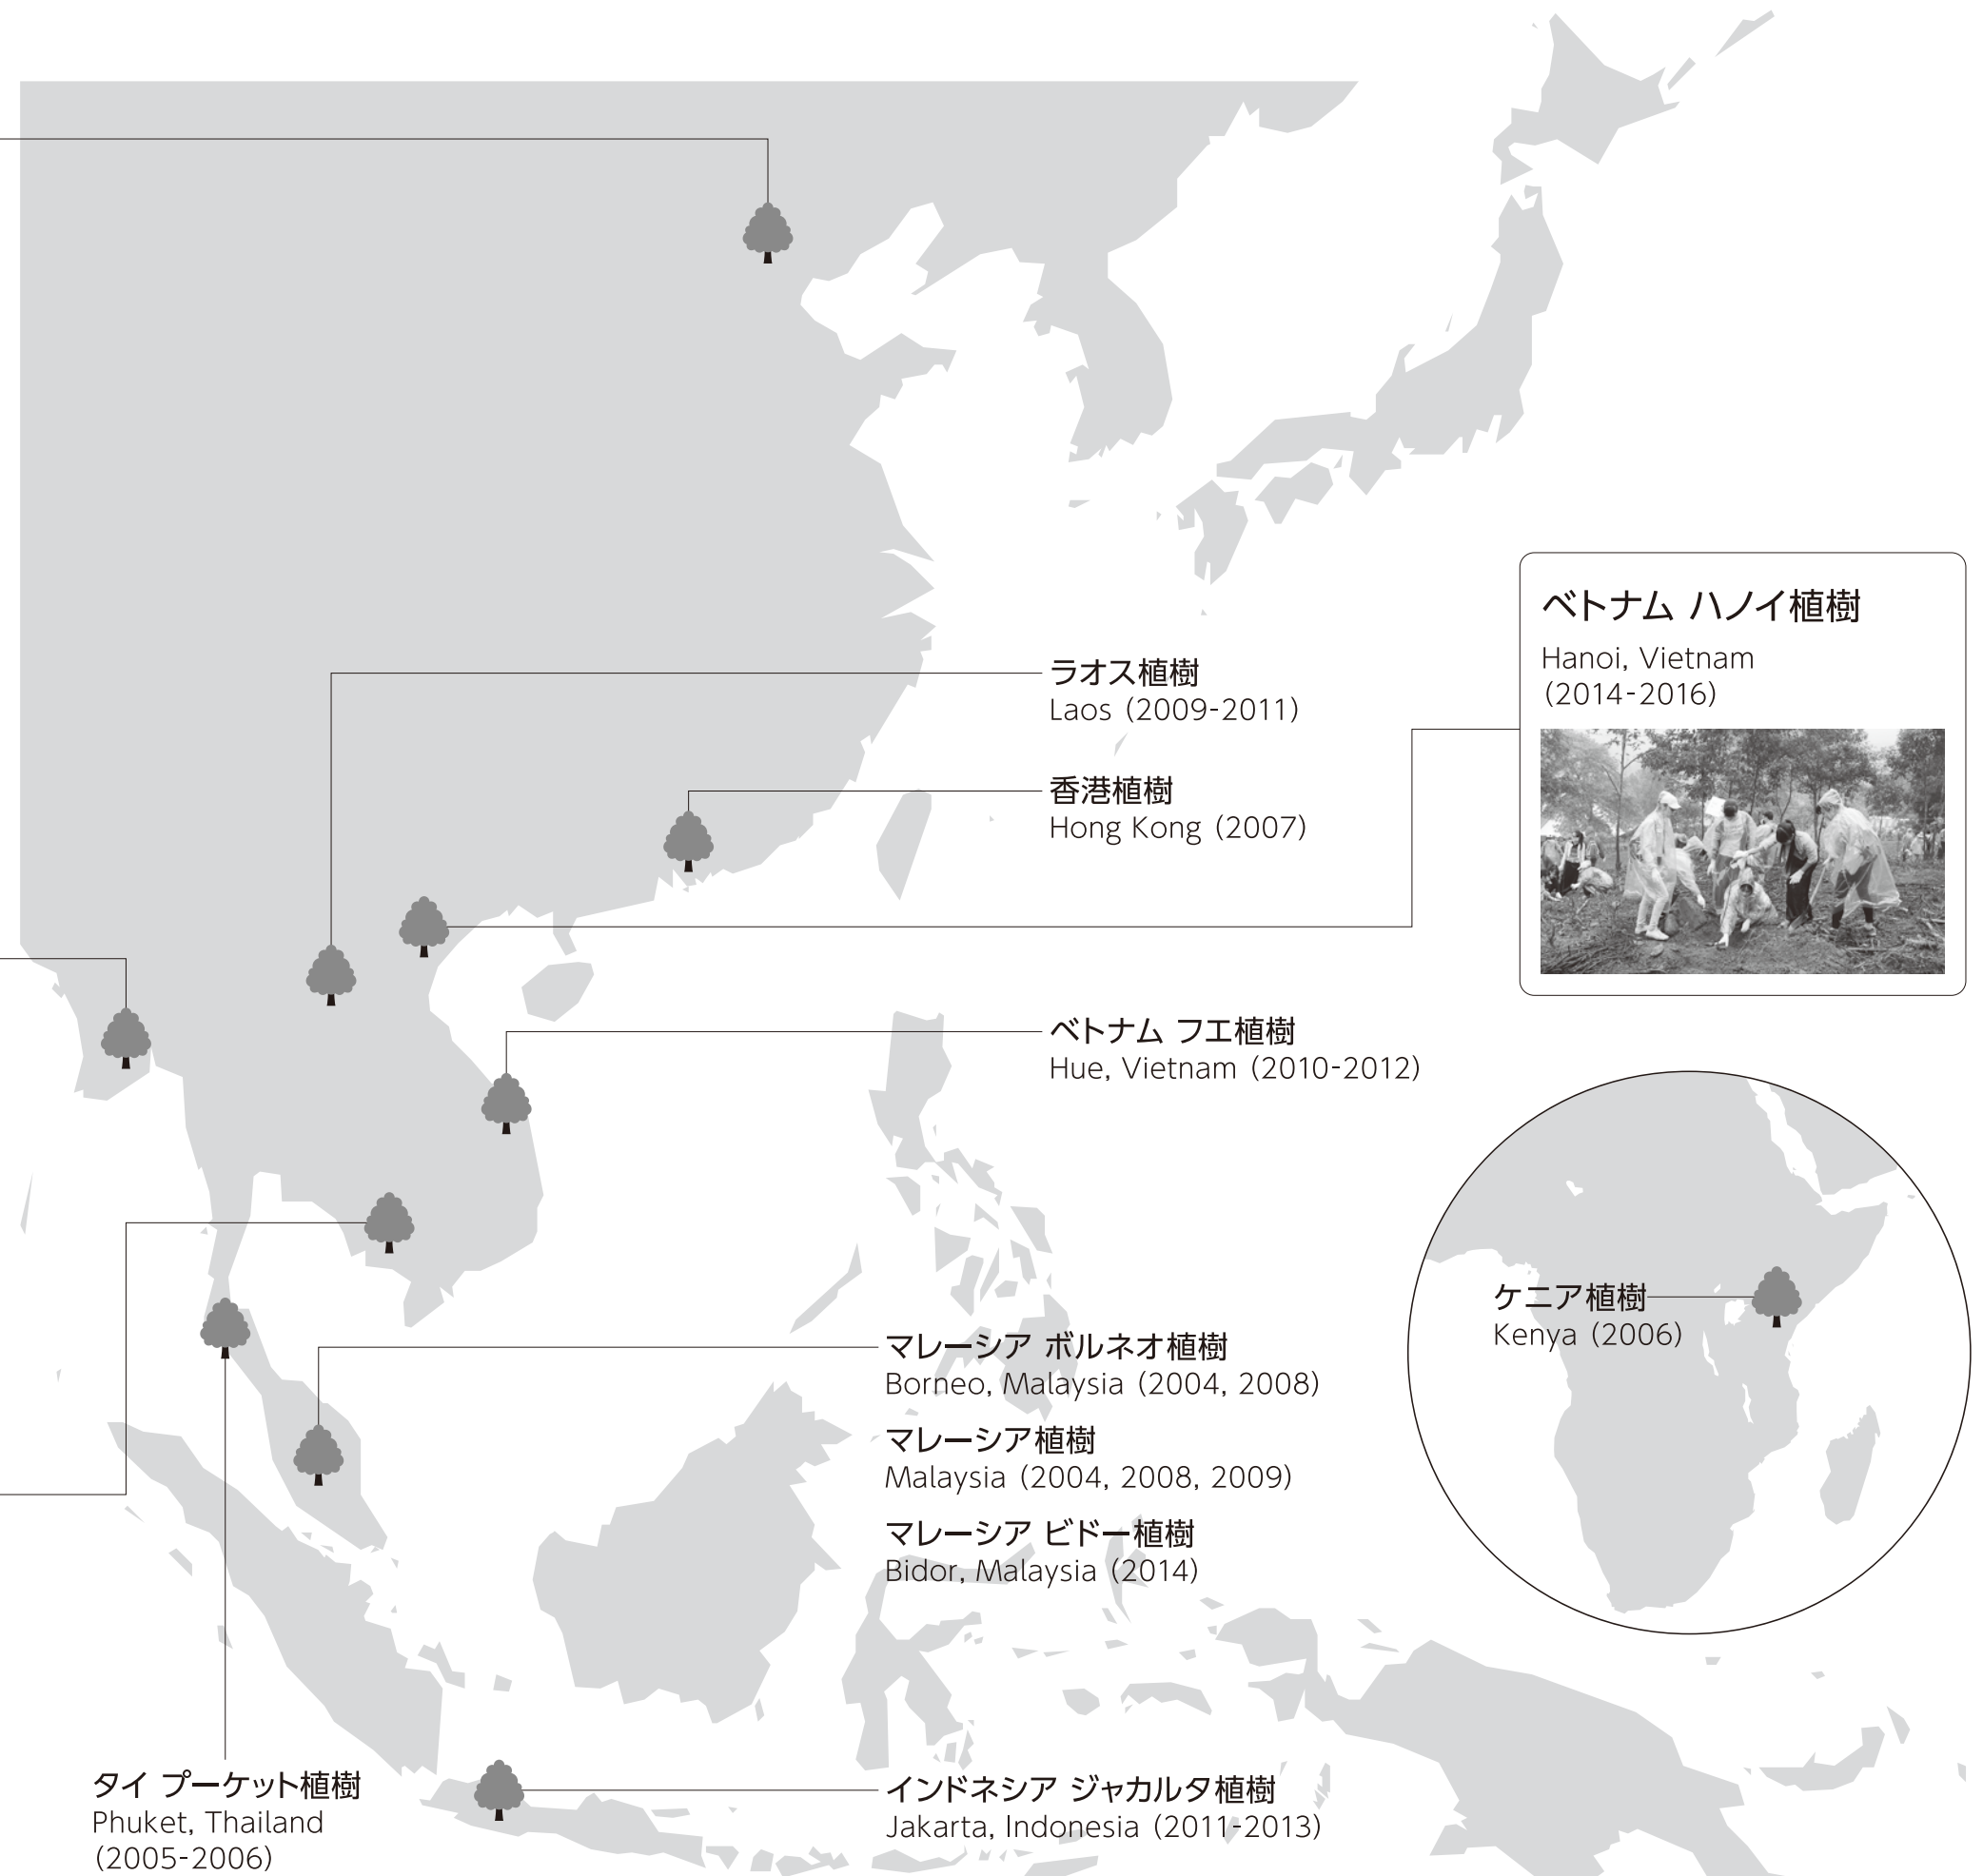 ベトナム ハノイ植樹
Hanoi, Vietnam
(2014-2016)
ラオス植樹
Laos (2009-2011)
香港植樹
Hong Kong (2007)
ベトナム フエ植樹
Hue, Vietnam (2010-2012)
ケニア植樹
Kenya (2006)
マレーシア ボルネオ植樹
Borneo, Malaysia (2004, 2008)
マレーシア植樹
Malaysia (2004, 2008, 2009)
マレーシア ビドー植樹
Bidor, Malaysia (2014)
タイ プーケット植樹
Phuket, Thailand
(2005-2006)
インドネシア ジャカルタ植樹
Jakarta, Indonesia (2011-2013)